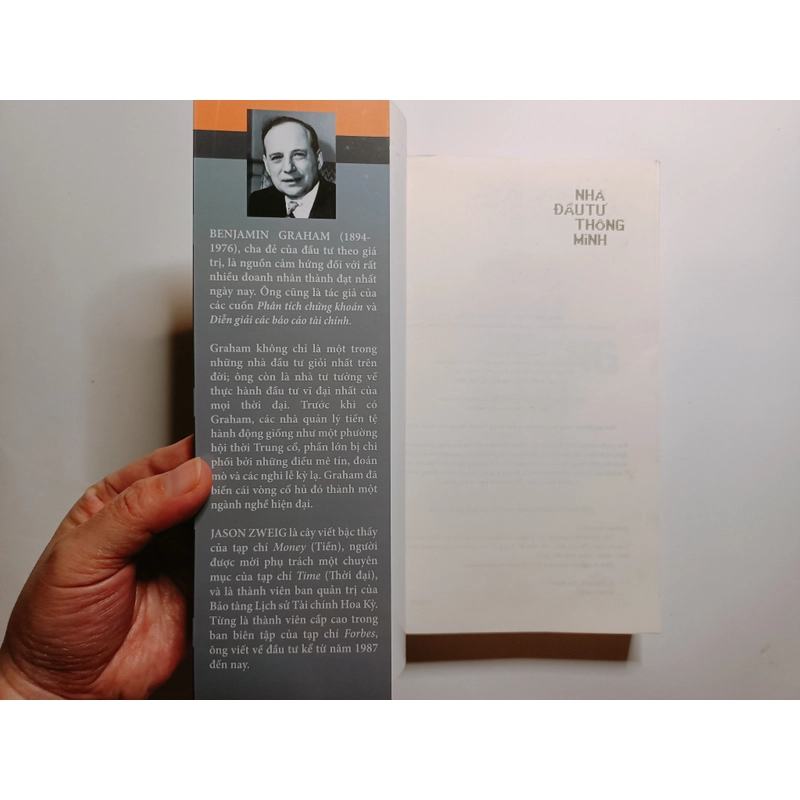 BENJAMIN GRAHAM (1894-
1976), cha đẻ của đầu tư theo giá
trị, là nguồn cảm hứng đối với rất
nhiều doanh nhân thành đạt nhất
ngày nay. Ông cũng là tác giả của
các cuốn Phân tích chứng khoán và
Diễn giải các báo cáo tài chính.
Graham không chỉ là một trong
những nhà đầu tư giỏi nhất trên
đời; ông còn là nhà tư tưởng về
thực hành đầu tư vĩ đại nhất của
mọi thời đại. Trước khi có
Graham, các nhà quản lý tiền tệ
hành động giống như một phường
hội thời Trung cổ, phần lớn bị chi
phối bởi những điều mê tín, đoán
mò và các nghi lễ kỳ lạ. Graham đã
biến cái vòng cổ hủ đó thành một
ngành nghề hiện đại.
JASON ZWEIG là cây viết bậc thầy
của tạp chí Money (Tiền), người
được mời phụ trách một chuyên
mục của tạp chí Time (Thời đại),
và là thành viên ban quản trị của
Bảo tàng Lịch sử Tài chính Hoa Kỳ.
Từng là thành viên cấp cao trong
ban biên tập của tạp chí Forbes,
ông viết về đầu tư kể từ năm 1987
đến nay.
NHÀ
ĐẦU TƯ
THÔNG
MiNH